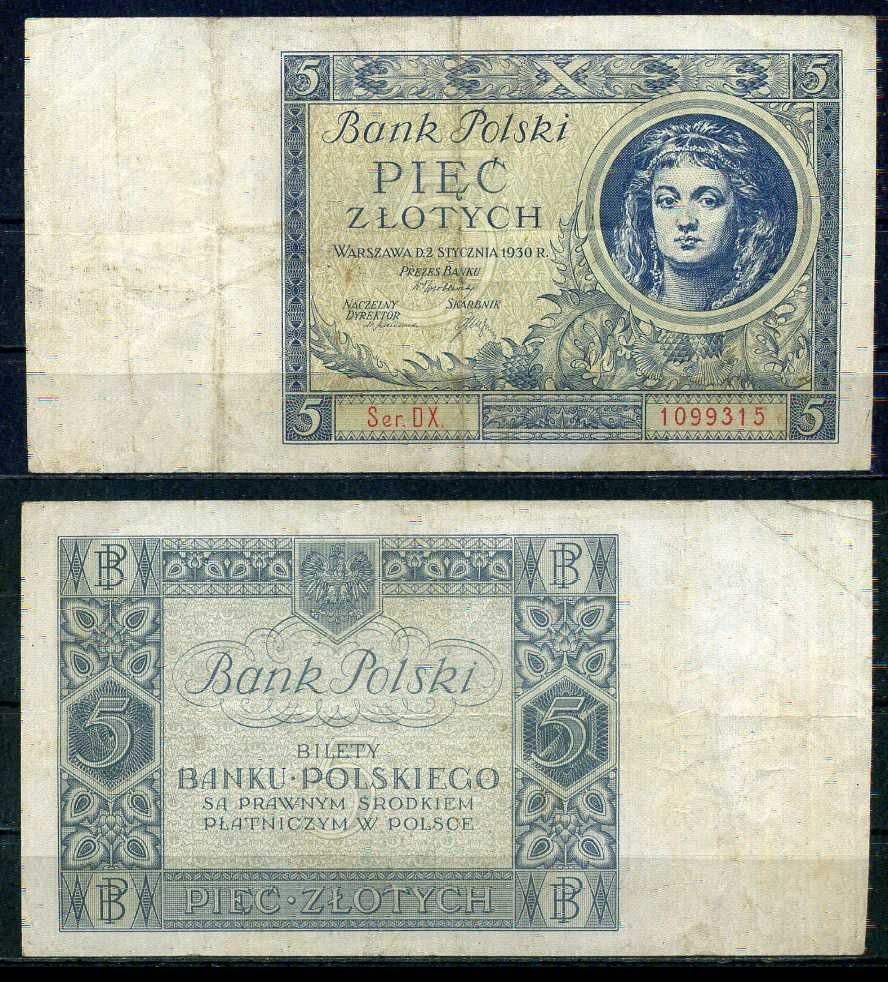 5 5
Bank Polski
PIĘĆ
ZŁOTYCH
WARSZAWA D.2 STYCZNIA 1930 R.
PREZES BANKU
NACZELNY DYREKTOR
SKARBNIK
5 Ser. DX. 1099315 5
BP BP
Bank Polski
5 5
BILETY
BANKU·POLSKIEGO
SĄ PRAWNYM ŚRODKIEM
PŁATNICZYM W POLSCE
BP PIĘĆ·ZŁOTYCH BP